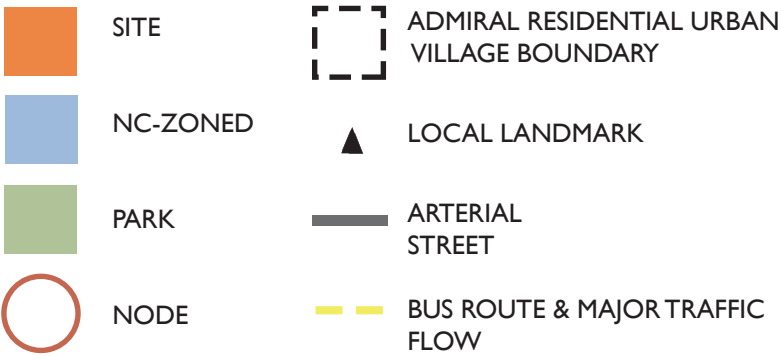 SITE
NC-ZONED
PARK
NODE
ADMIRAL RESIDENTIAL URBAN
VILLAGE BOUNDARY
LOCAL LANDMARK
ARTERIAL
STREET
BUS ROUTE & MAJOR TRAFFIC
FLOW